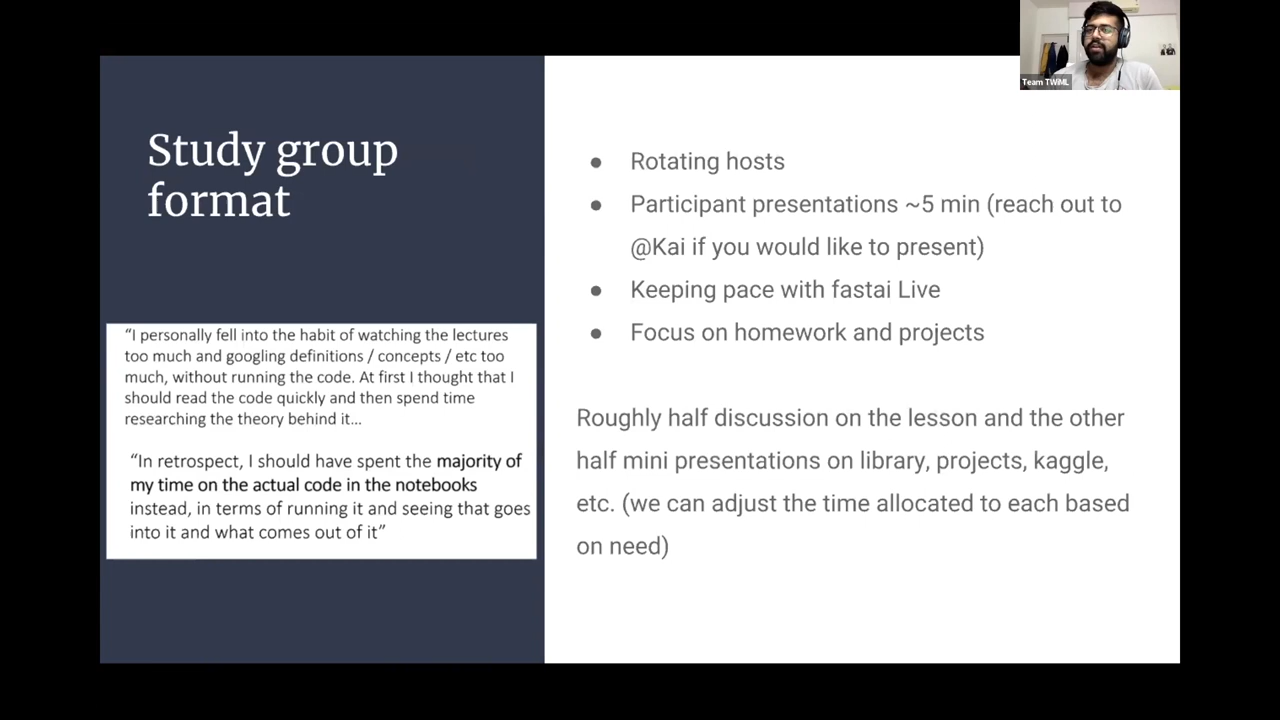 Team TWIML
Study group
format
● Rotating hosts
● Participant presentations ~5 min (reach out to
@Kai if you would like to present)
● Keeping pace with fastai Live
● Focus on homework and projects
“I personally fell into the habit of watching the lectures
too much and googling definitions / concepts / etc too
much, without running the code. At first I thought that I
should read the code quickly and then spend time
researching the theory behind it…
“In retrospect, I should have spent the majority of
my time on the actual code in the notebooks
instead, in terms of running it and seeing that goes
into it and what comes out of it”
Roughly half discussion on the lesson and the other
half mini presentations on library, projects, kaggle,
etc. (we can adjust the time allocated to each based
on need)